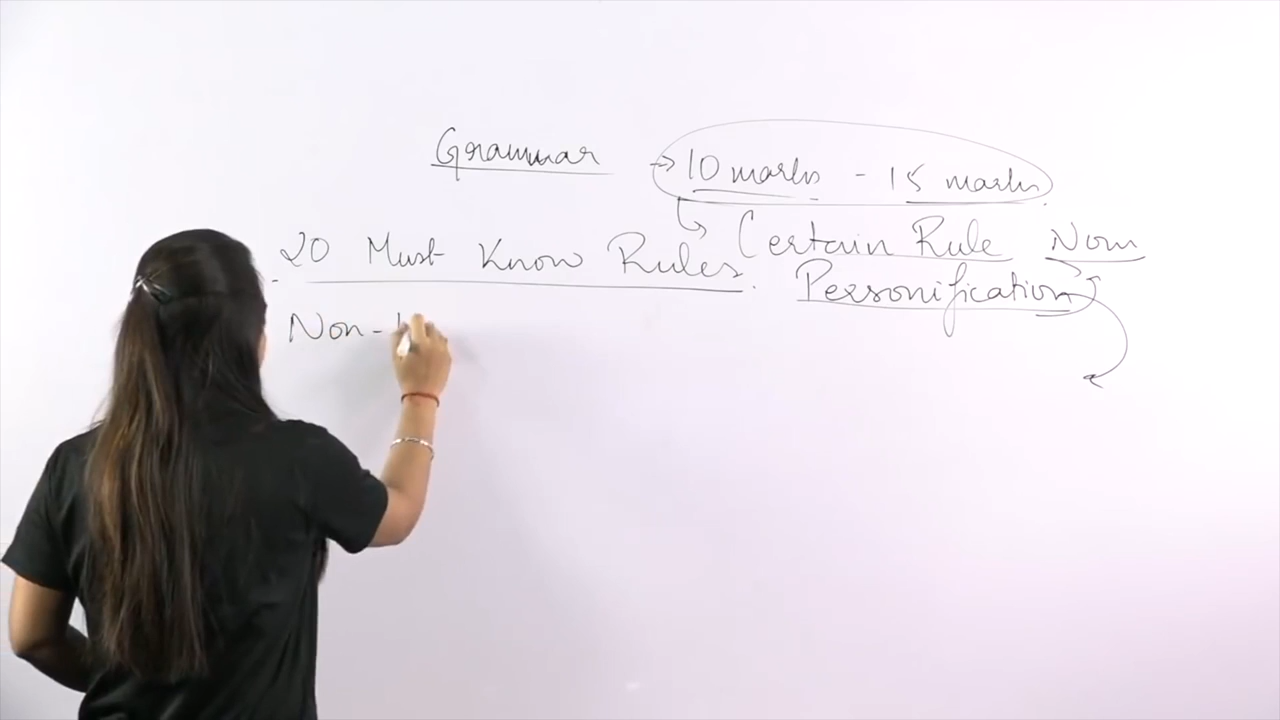 Grammar → 10 marks - 15 marks
20 Must Know Rules. Certain Rule Noun
Personification
Non-